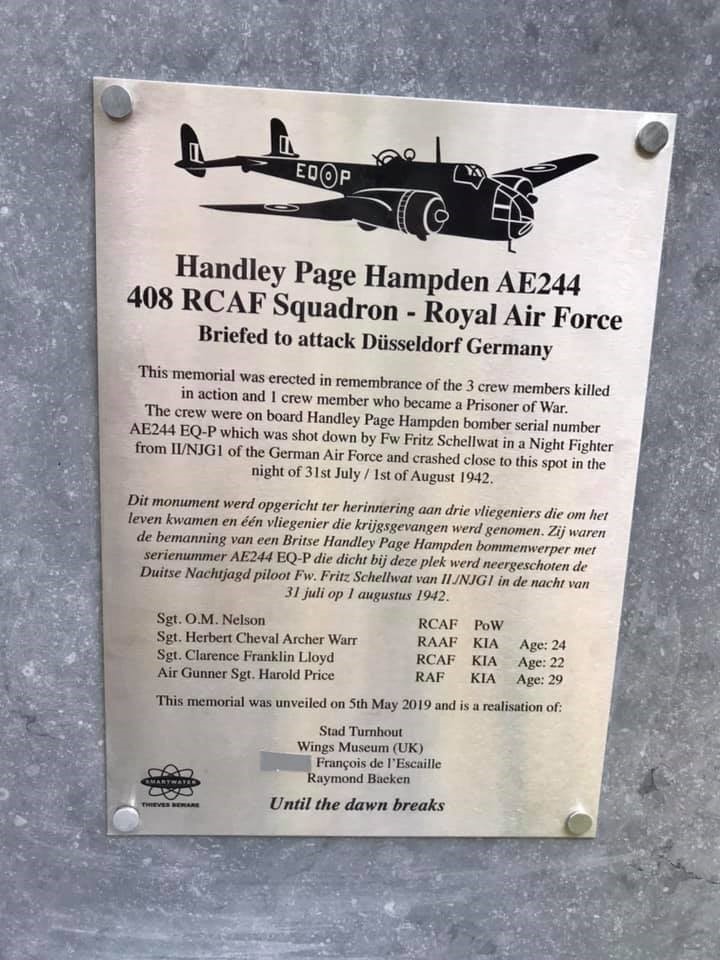 EQ P
Handley Page Hampden AE244
408 RCAF Squadron - Royal Air Force
Briefed to attack Düsseldorf Germany
This memorial was erected in remembrance of the 3 crew members killed
in action and 1 crew member who became a Prisoner of War.
The crew were on board Handley Page Hampden bomber serial number
AE244 EQ-P which was shot down by Fw Fritz Schellwat in a Night Fighter
from II/NJG1 of the German Air Force and crashed close to this spot in the
night of 31st July / 1st of August 1942.
Dit monument werd opgericht ter herinnering aan drie vliegeniers die om het
leven kwamen en één vliegenier die krijgsgevangen werd genomen. Zij waren
de bemanning van een Britse Handley Page Hampden bommenwerper met
serienummer AE244 EQ-P die dicht bij deze plek werd neergeschoten de
Duitse Nachtjagd piloot Fw. Fritz Schellwat van II./NJG1 in de nacht van
31 juli op 1 augustus 1942.
Sgt. O.M. Nelson RCAF PoW
Sgt. Herbert Cheval Archer Warr RAAF KIA Age: 24
Sgt. Clarence Franklin Lloyd RCAF KIA Age: 22
Air Gunner Sgt. Harold Price RAF KIA Age: 29
This memorial was unveiled on 5th May 2019 and is a realisation of:
Stad Turnhout
Wings Museum (UK)
François de l'Escaille
Raymond Baeken
Until the dawn breaks
SMARTWATER
THIEVES BEWARE